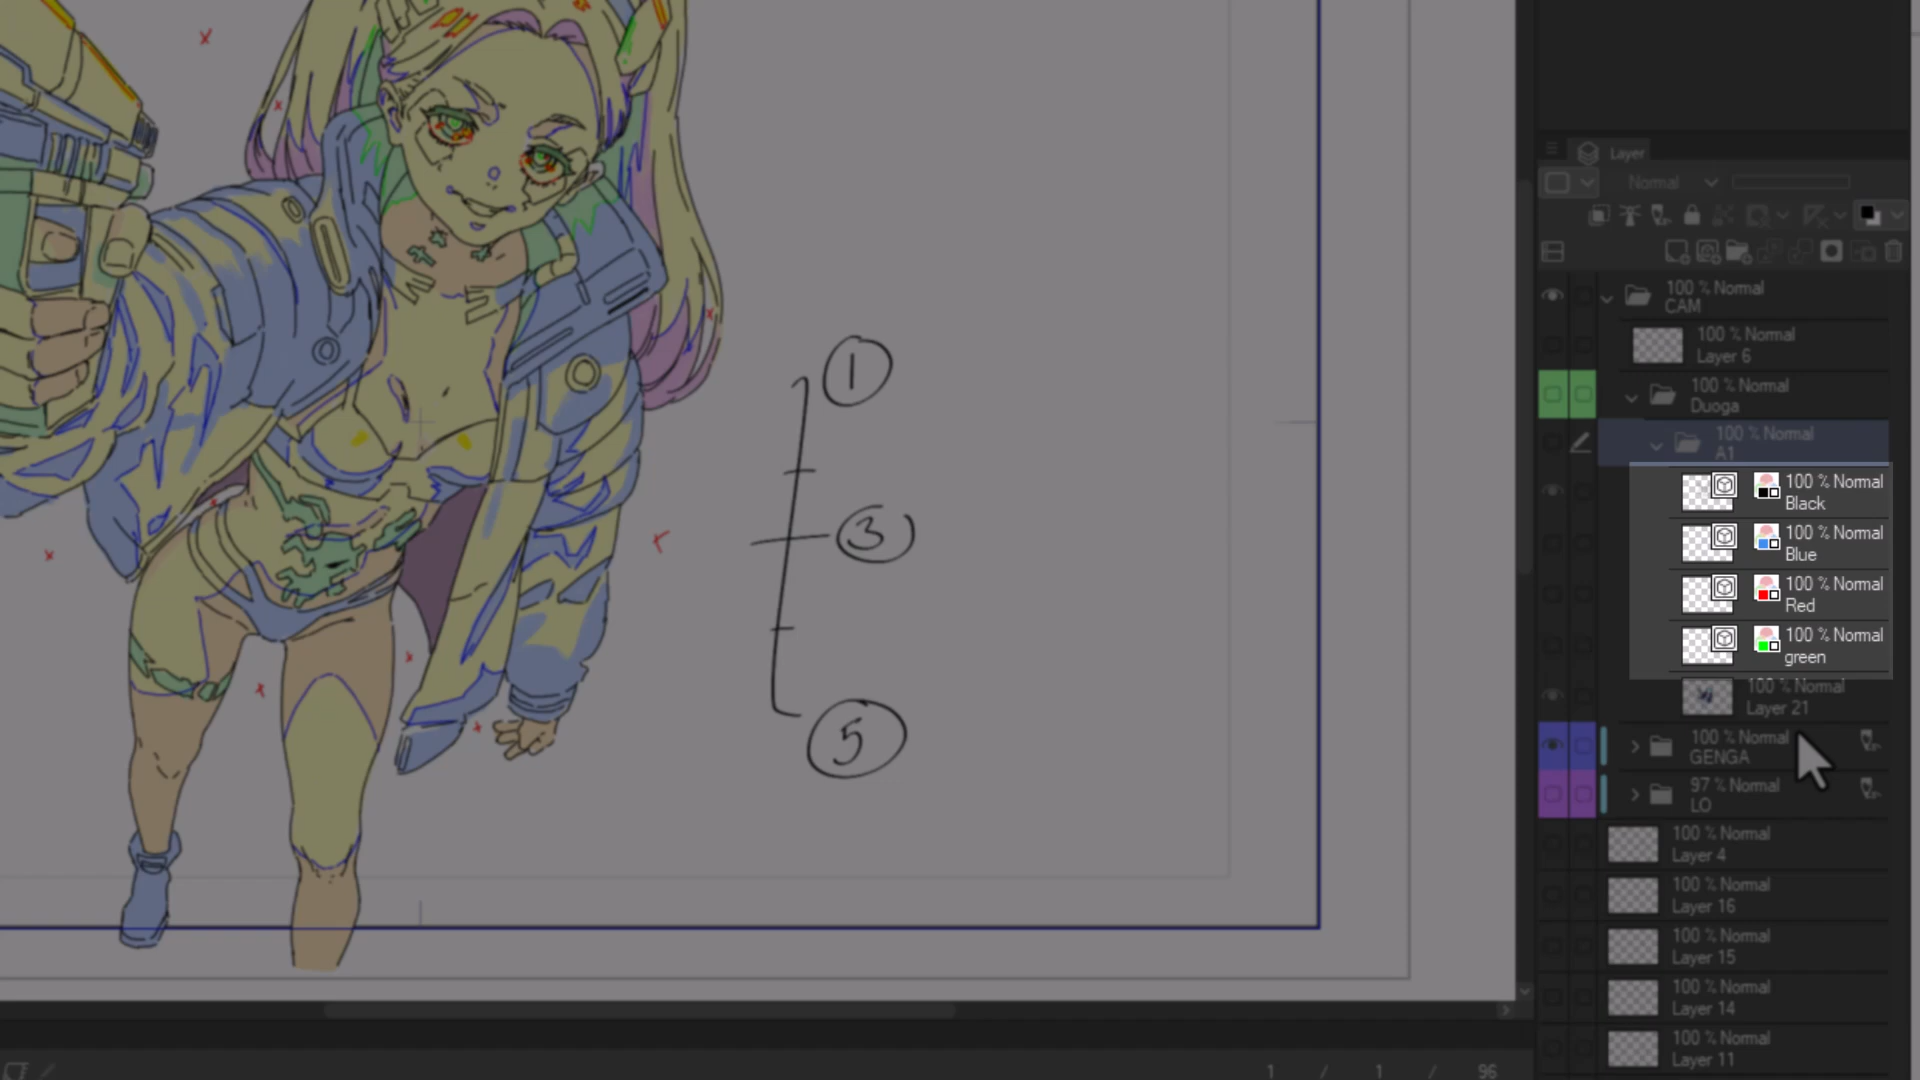 Layer
Normal
100 % Normal
CAM
100 % Normal
Layer 6
100 % Normal
Duoga
100 % Normal
A1
100 % Normal
Black
100 % Normal
Blue
100 % Normal
Red
100 % Normal
green
100 % Normal
Layer 21
100 % Normal
GENGA
97 % Normal
LO
100 % Normal
Layer 4
100 % Normal
Layer 16
100 % Normal
Layer 15
100 % Normal
Layer 14
100 % Normal
Layer 11
1
3
5
1 / 1 / 96